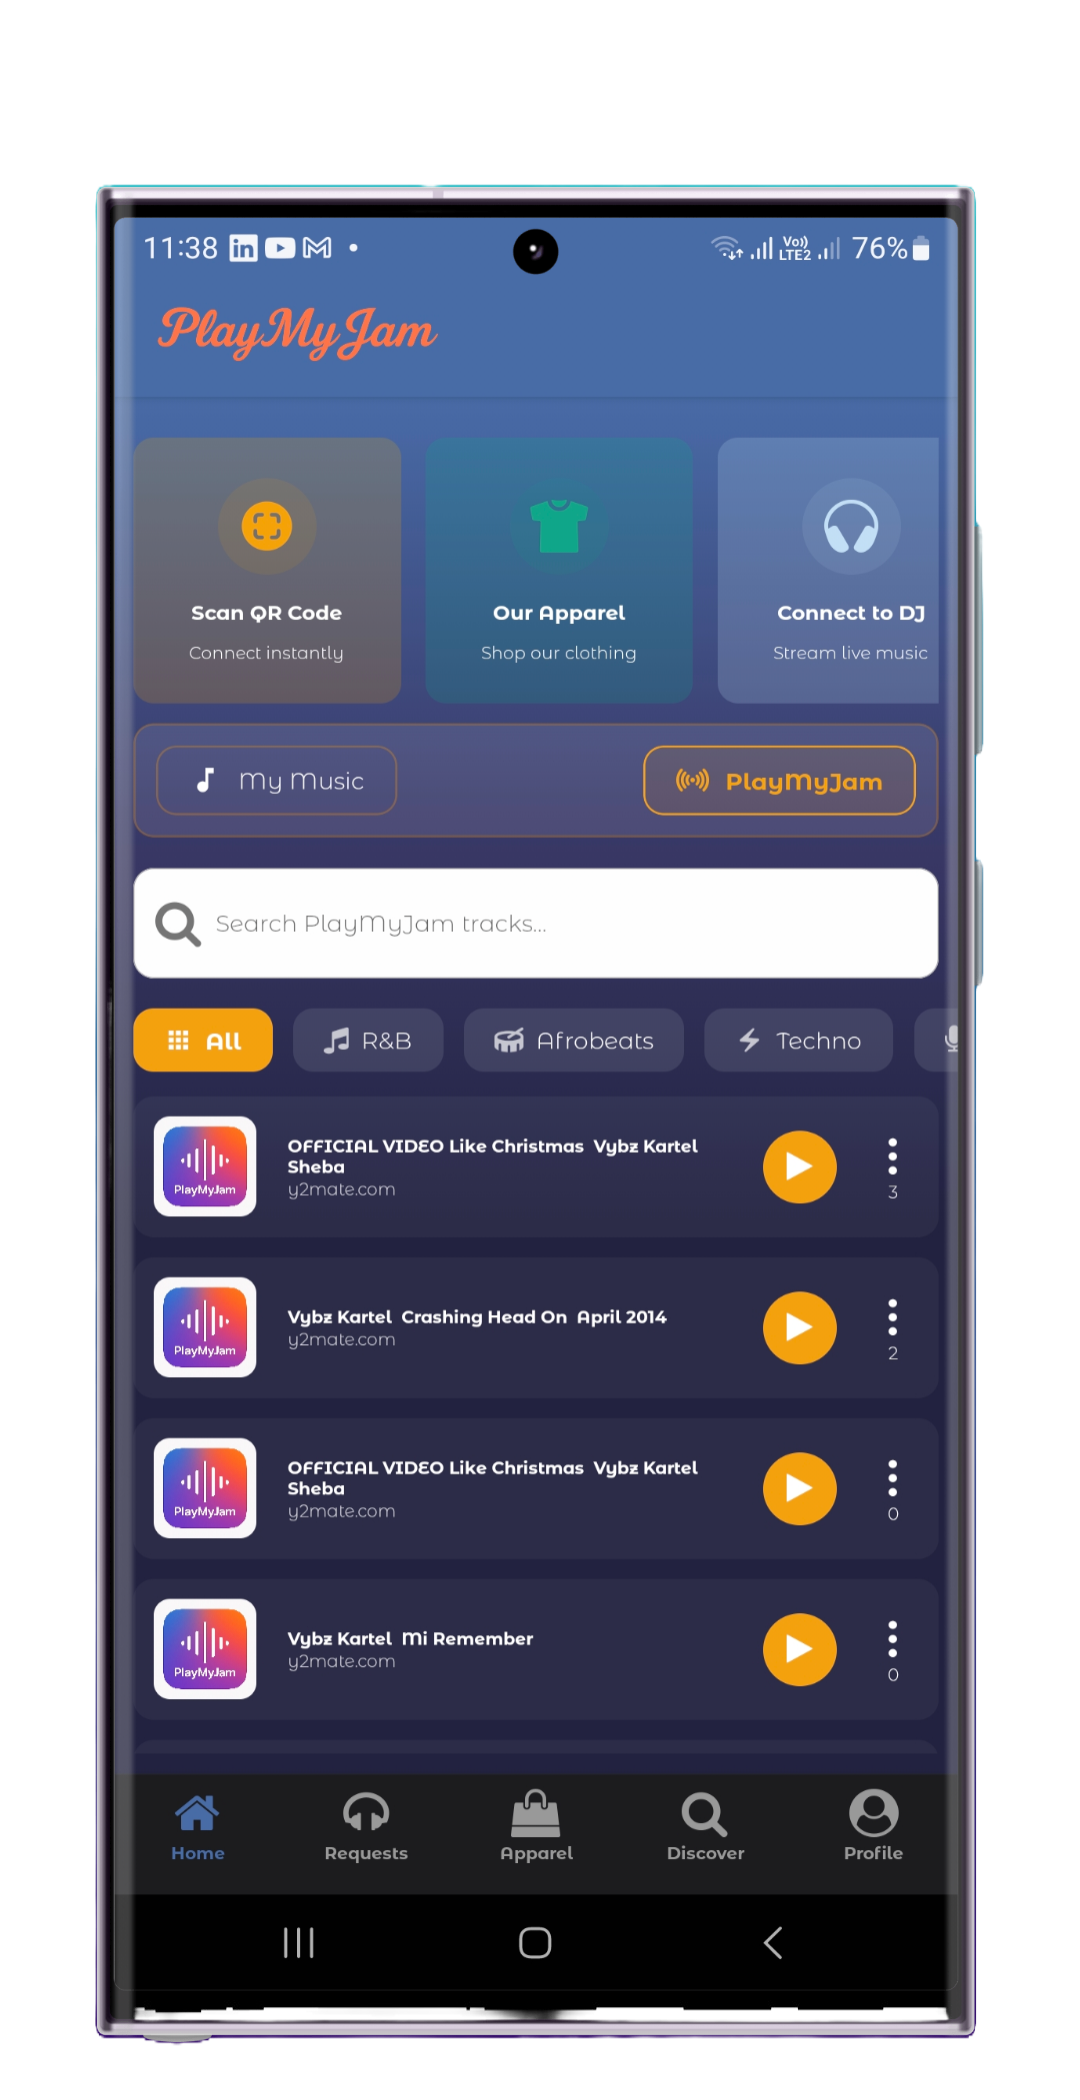 11:38
Vo))
LTE2
76%
PlayMyJam
Scan QR Code
Connect instantly
Our Apparel
Shop our clothing
Connect to DJ
Stream live music
My Music
PlayMyJam
Search PlayMyJam tracks...
All
R&B
Afrobeats
Techno
PlayMyJam
OFFICIAL VIDEO Like Christmas  Vybz Kartel
Sheba
y2mate.com
3
PlayMyJam
Vybz Kartel  Crashing Head On  April 2014
y2mate.com
2
PlayMyJam
OFFICIAL VIDEO Like Christmas  Vybz Kartel
Sheba
y2mate.com
0
PlayMyJam
Vybz Kartel  Mi Remember
y2mate.com
0
Home
Requests
Apparel
Discover
Profile